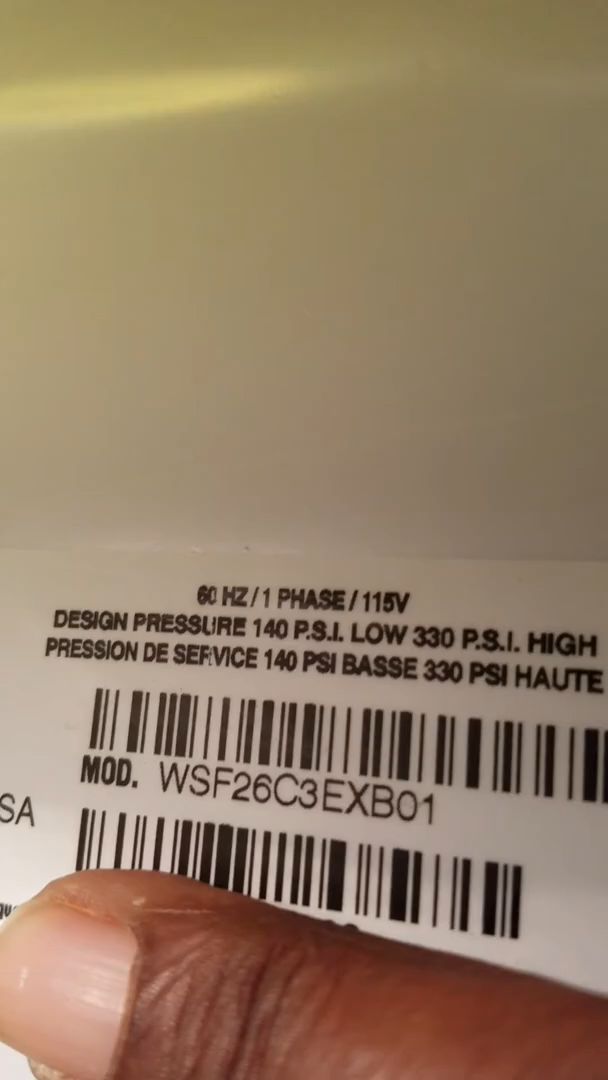 60 HZ / 1 PHASE / 115V
DESIGN PRESSURE 140 P.S.I. LOW 330 P.S.I. HIGH
PRESSION DE SERVICE 140 PSI BASSE 330 PSI HAUTE
MOD. WSF26C3EXB01
SA